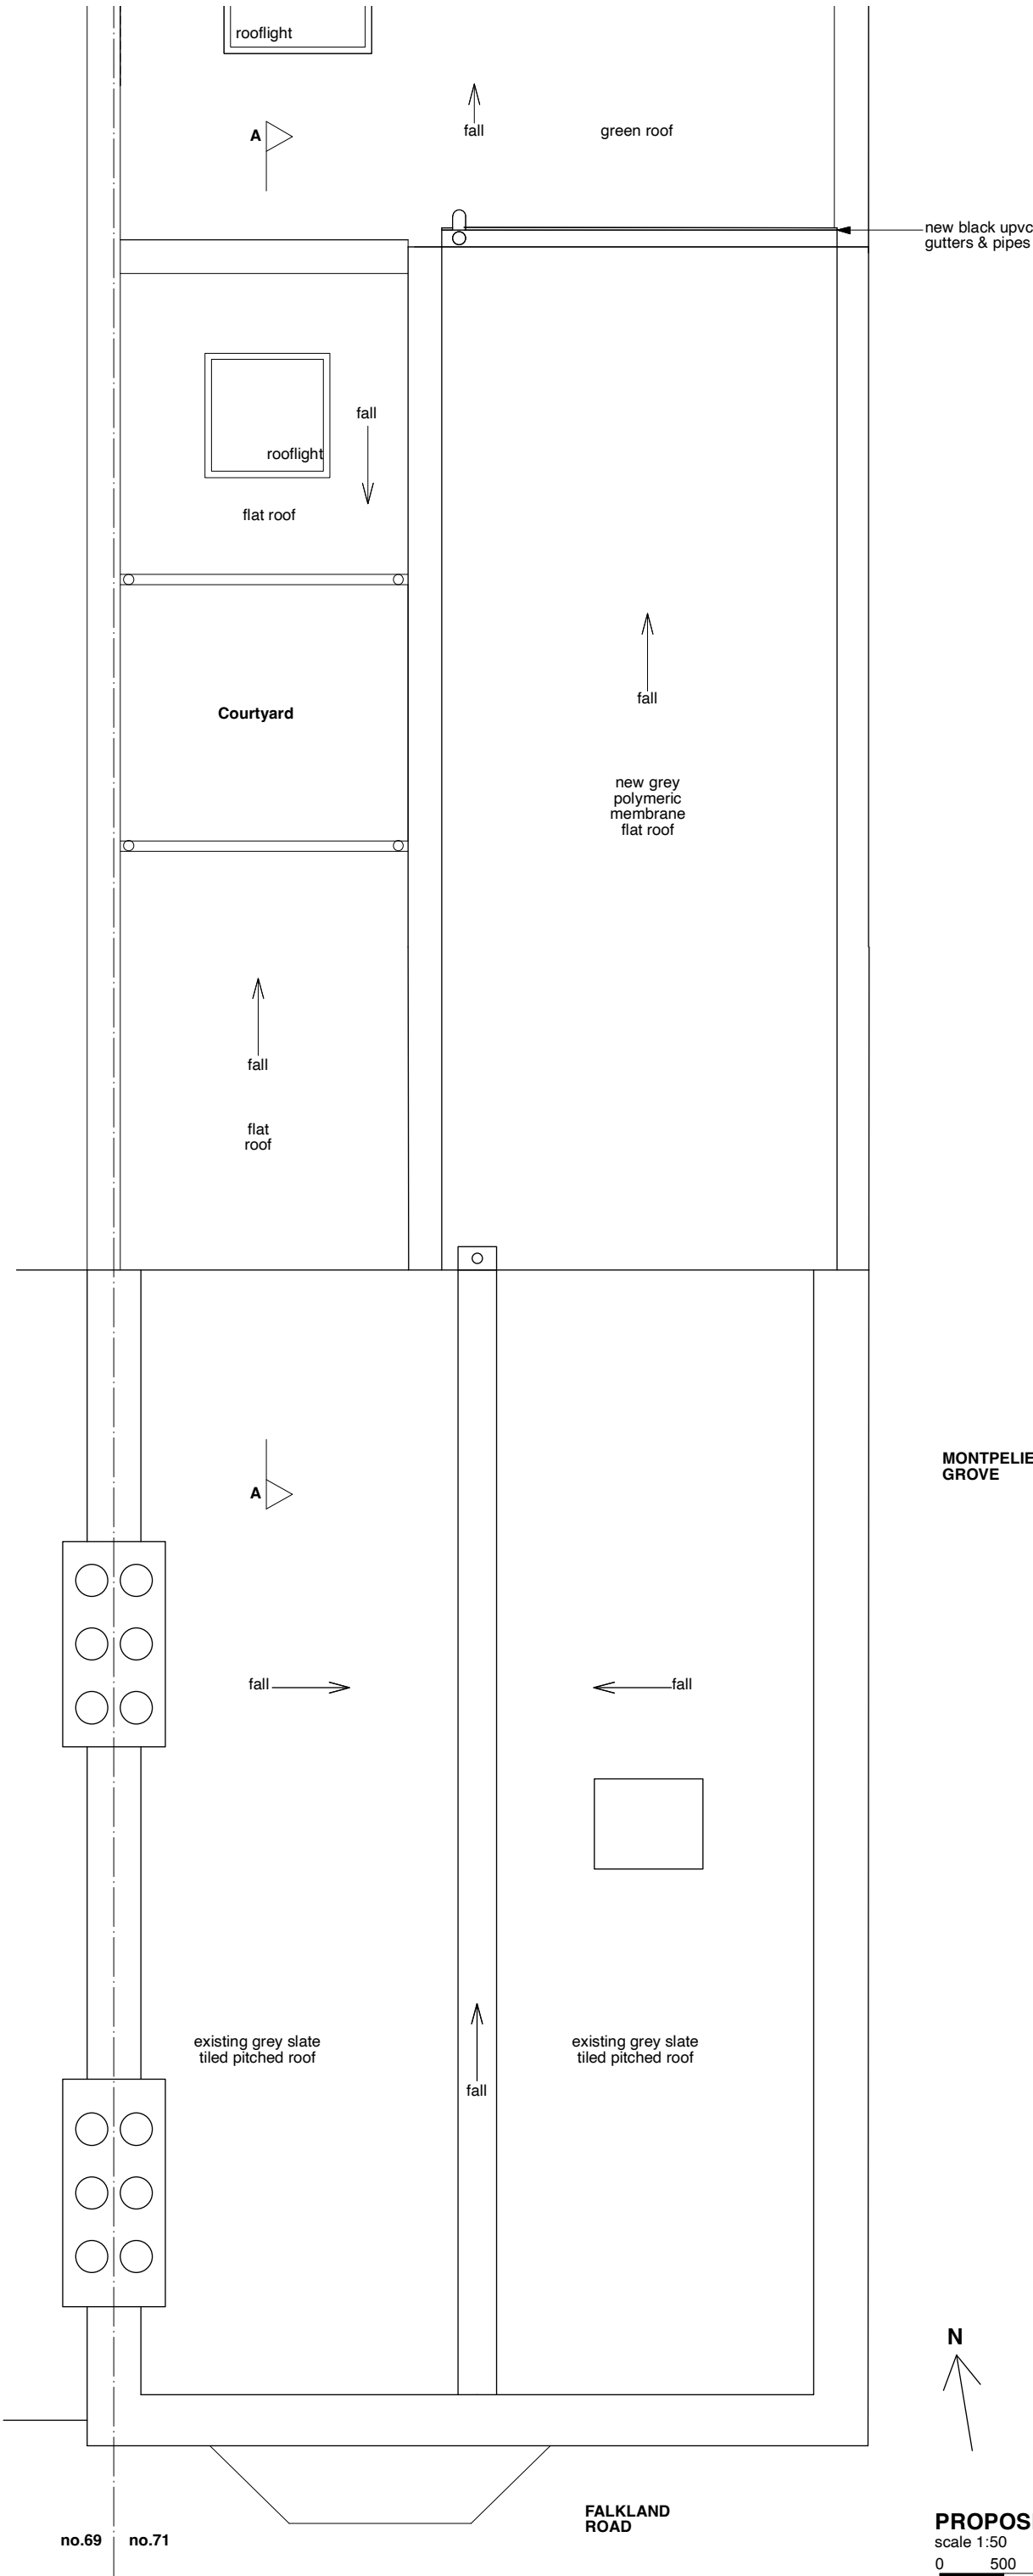 rooflight
A
fall
green roof
new black upvc
gutters & pipes
fall
rooflight
flat roof
Courtyard
fall
new grey
polymeric
membrane
flat roof
fall
flat
roof
MONTPELIE
GROVE
A
fall
fall
existing grey slate
tiled pitched roof
existing grey slate
tiled pitched roof
fall
N
FALKLAND
ROAD
no.69
no.71
PROPOS
scale 1:50
0 500